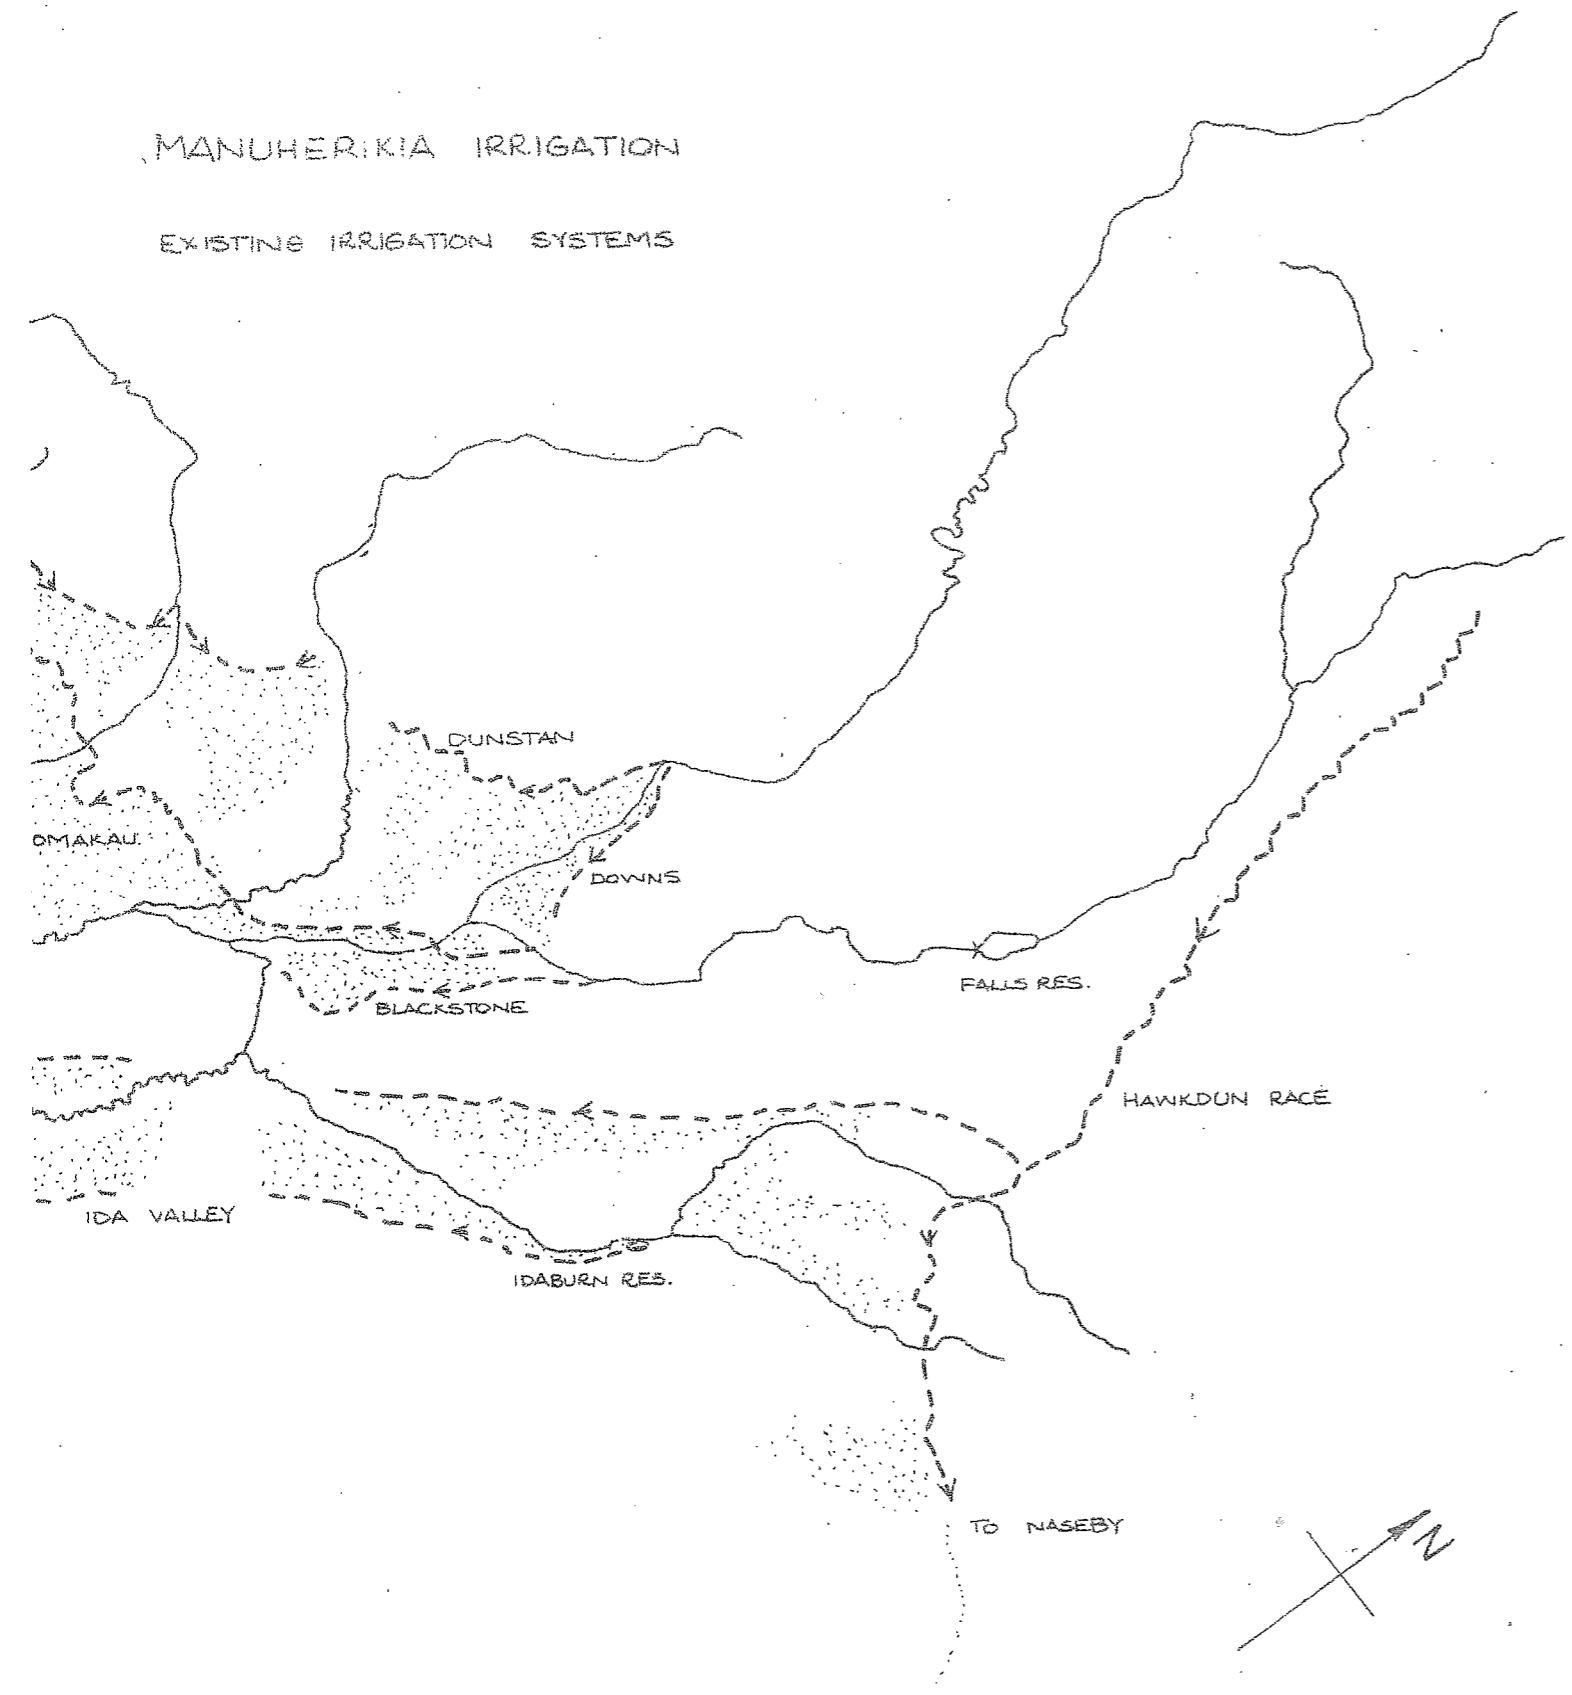 MANUHERIKIA IRRIGATION
EXISTING IRRIGATION SYSTEMS
DUNSTAN
OMAKAU
DOWNS
FALLS RES.
BLACKSTONE
HAWKDUN RACE
IDA VALLEY
IDABURN RES.
TO NASEBY
N